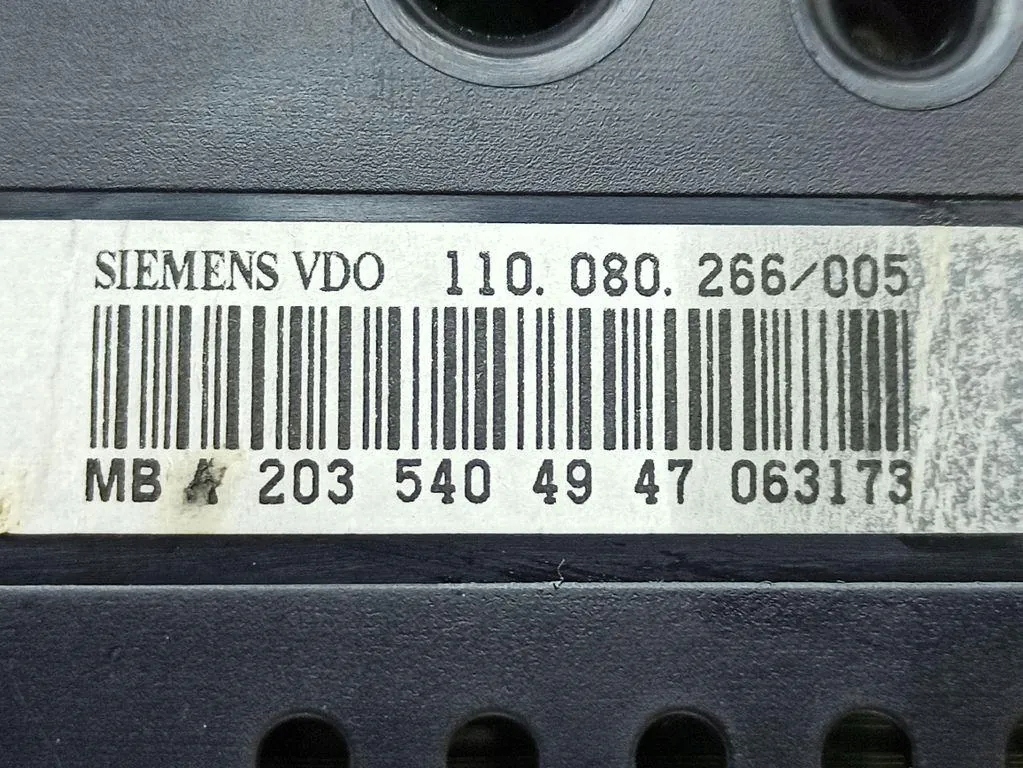 SIEMENS VDO 110.080.266/005
MB A 203 540 49 47 063173